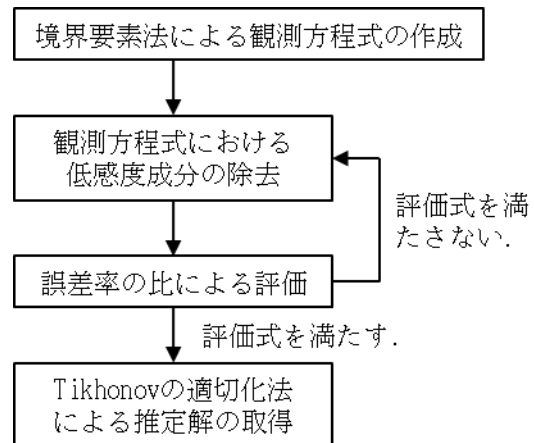 境界要素法による観測方程式の作成
観測方程式における
低感度成分の除去
評価式を満
たさない.
誤差率の比による評価
評価式を満たす.
Tikhonovの適切化法
による推定解の取得